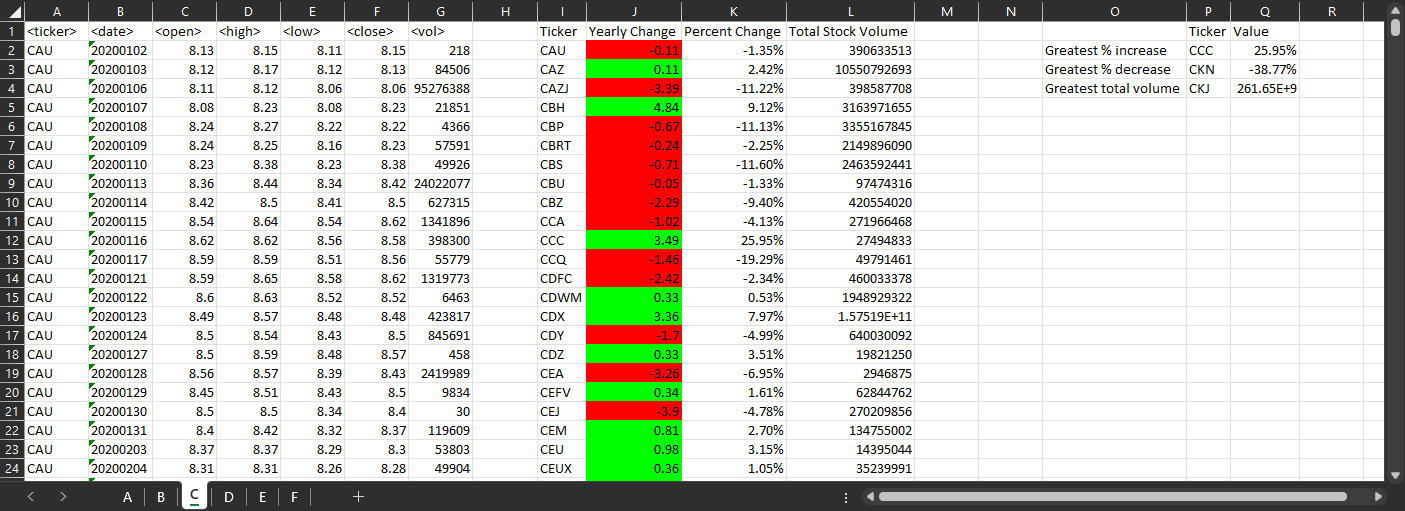 A B C D E F G H I J K L M N O P Q R
1 <ticker> <date> <open> <high> <low> <close> <vol> Ticker Yearly Change Percent Change Total Stock Volume Ticker Value
2 CAU 20200102 8.13 8.15 8.11 8.15 218 CAU -0.11 -1.35% 390633513 Greatest % increase CCC 25.95%
3 CAU 20200103 8.12 8.17 8.12 8.13 84506 CAZ 0.11 2.42% 10550792693 Greatest % decrease CKN -38.77%
4 CAU 20200106 8.11 8.12 8.06 8.06 95276388 CAZJ -3.39 -11.22% 398587708 Greatest total volume CKJ 261.65E+9
5 CAU 20200107 8.08 8.23 8.08 8.23 21851 CBH 4.84 9.12% 3163971655
6 CAU 20200108 8.24 8.27 8.22 8.22 4366 CBP -0.67 -11.13% 3355167845
7 CAU 20200109 8.24 8.25 8.16 8.23 57591 CBRT -0.24 -2.25% 2149896090
8 CAU 20200110 8.23 8.38 8.23 8.38 49926 CBS -0.71 -11.60% 2463592441
9 CAU 20200113 8.36 8.44 8.34 8.42 24022077 CBU -0.05 -1.33% 97474316
10 CAU 20200114 8.42 8.5 8.41 8.5 627315 CBZ -2.29 -9.40% 420554020
11 CAU 20200115 8.54 8.64 8.54 8.62 1341896 CCA -1.02 -4.13% 271966468
12 CAU 20200116 8.62 8.62 8.56 8.58 398300 CCC 3.49 25.95% 27494833
13 CAU 20200117 8.59 8.59 8.51 8.56 55779 CCQ -1.46 -19.29% 49791461
14 CAU 20200121 8.59 8.65 8.58 8.62 1319773 CDFC -2.42 -2.34% 460033378
15 CAU 20200122 8.6 8.63 8.52 8.52 6463 CDWM 0.33 0.53% 1948929322
16 CAU 20200123 8.49 8.57 8.48 8.48 423817 CDX 3.36 7.97% 1.57519E+11
17 CAU 20200124 8.5 8.54 8.43 8.5 845691 CDY -1.7 -4.99% 640030092
18 CAU 20200127 8.5 8.59 8.48 8.57 458 CDZ 0.33 3.51% 19821250
19 CAU 20200128 8.56 8.57 8.39 8.43 2419989 CEA -3.26 -6.95% 2946875
20 CAU 20200129 8.45 8.51 8.43 8.5 9834 CEFV 0.34 1.61% 62844762
21 CAU 20200130 8.5 8.5 8.34 8.4 30 CEJ -3.9 -4.78% 270209856
22 CAU 20200131 8.4 8.42 8.32 8.37 119609 CEM 0.81 2.70% 134755002
23 CAU 20200203 8.37 8.37 8.29 8.3 53803 CEU 0.98 3.15% 14395044
24 CAU 20200204 8.31 8.31 8.26 8.28 49904 CEUX 0.36 1.05% 35239991
A B C D E F